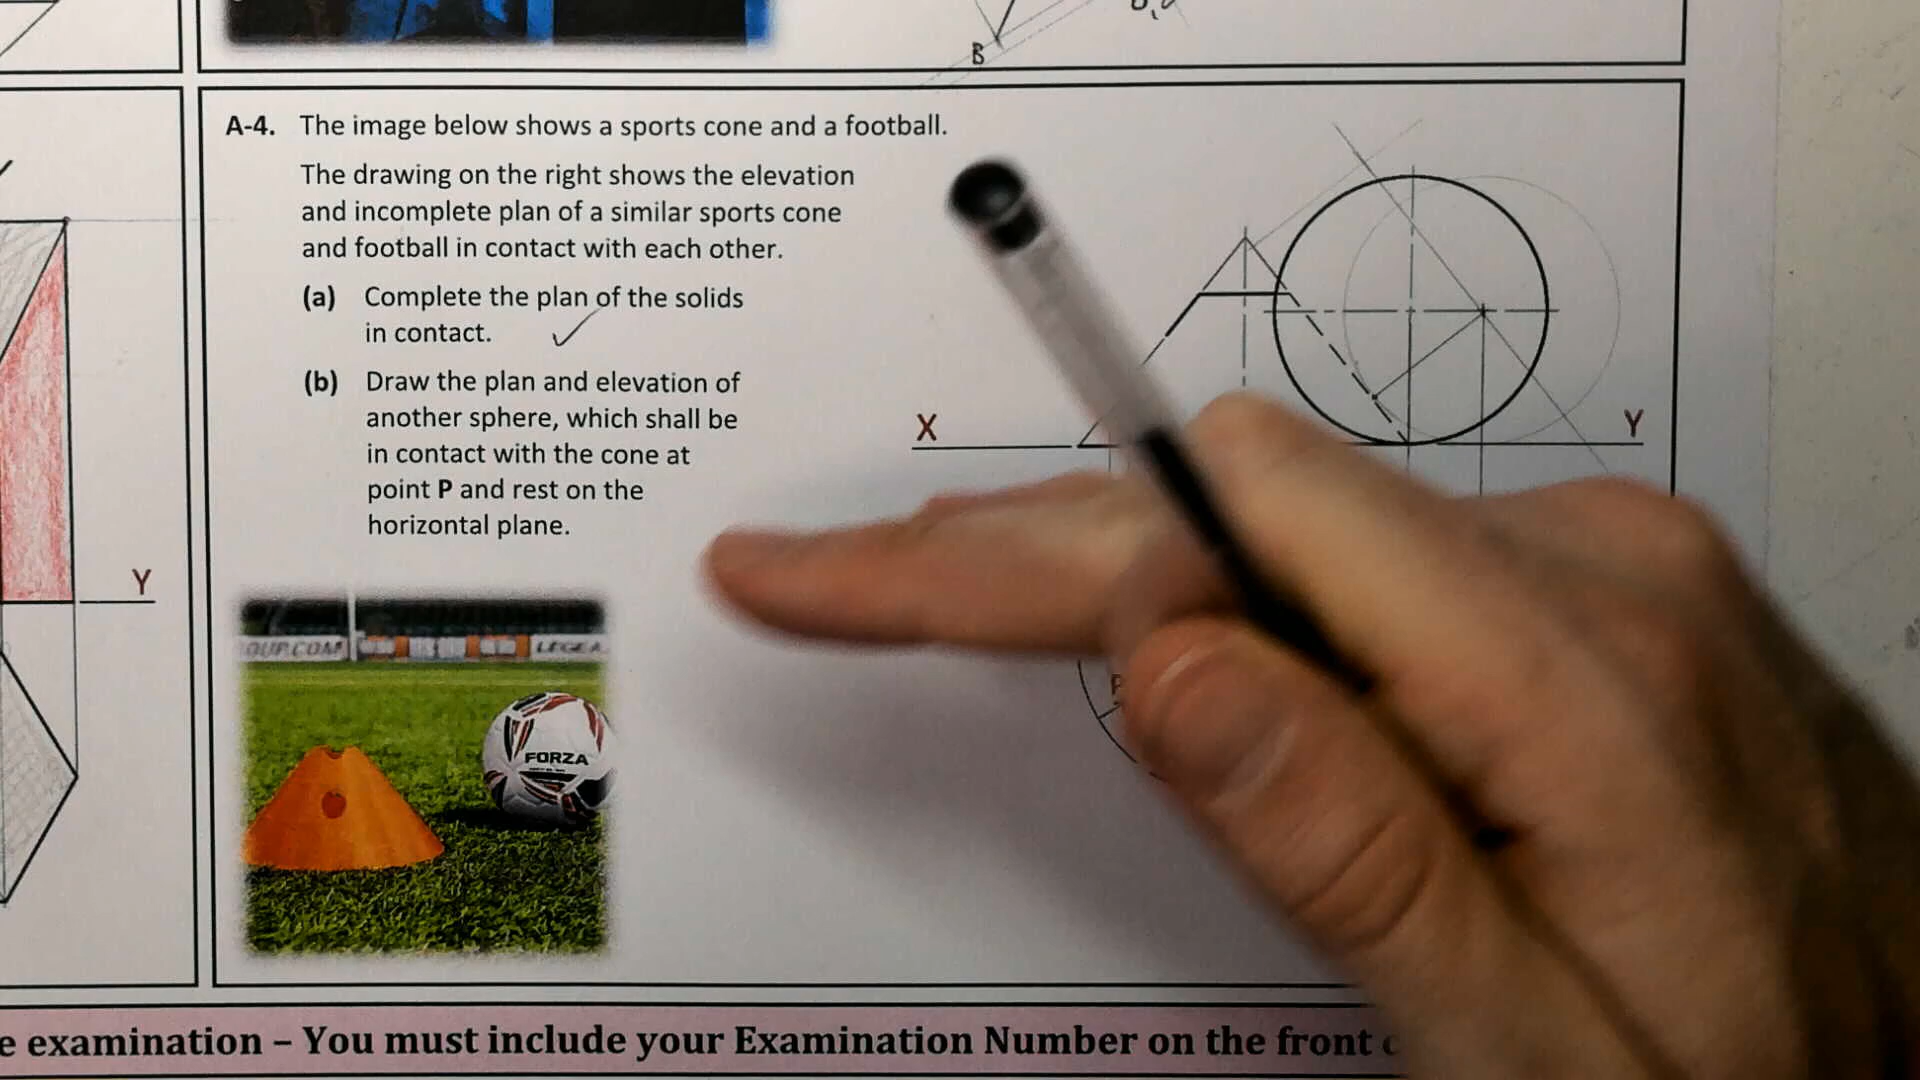 B
A-4. The image below shows a sports cone and a football.
The drawing on the right shows the elevation
and incomplete plan of a similar sports cone
and football in contact with each other.
(a) Complete the plan of the solids
in contact.
(b) Draw the plan and elevation of
another sphere, which shall be
in contact with the cone at
point P and rest on the
horizontal plane.
X
Y
Y
P
OUP.COM
LEGEA
FORZA
e examination – You must include your Examination Number on the front